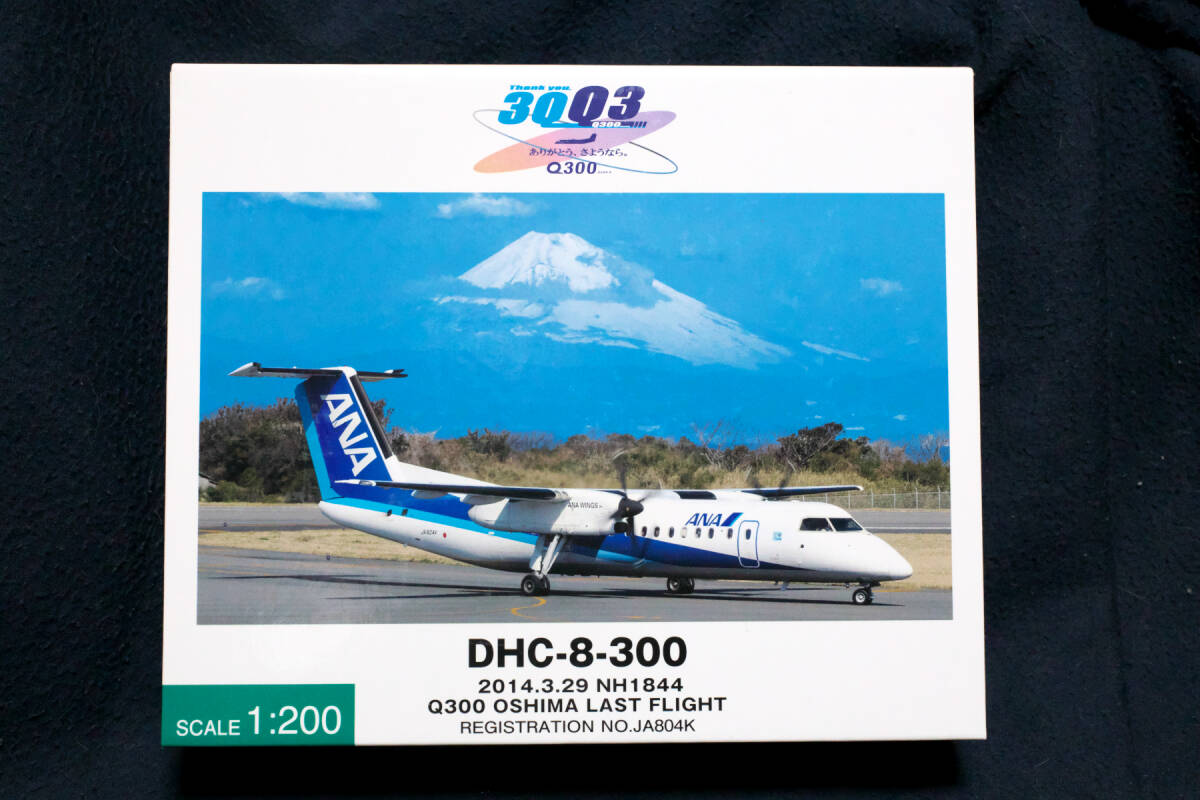 Thank you.
3QQ3
Q300
ありがとう、さようなら。
Q300
ANA
ANA WINGS
ANA
DHC-8-300
2014.3.29 NH1844
Q300 OSHIMA LAST FLIGHT
REGISTRATION NO.JA804K
SCALE 1:200